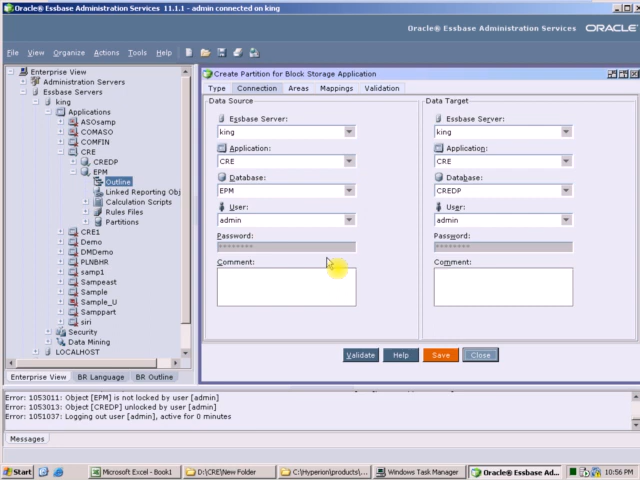 Oracle® Essbase Administration Services 11.1.1 - admin connected on king
Oracle® Essbase Administration Services ORACLE
File View Organize Actions Tools Help
Enterprise View
Administration Servers
Essbase Servers
king
Applications
ASOsamp
COMASO
COMFIN
CRE
CREDP
EPM
Outline
Linked Reporting Obj
Calculation Scripts
Rules Files
Partitions
CRE1
Demo
DMDemo
PLNBHR
samp1
Sampeast
Sample
Sample_U
Samppart
siri
Security
Data Mining
LOCALHOST
Enterprise View BR Language BR Outline
Create Partition for Block Storage Application
Type Connection Areas Mappings Validation
Data Source
Essbase Server:
king
Application:
CRE
Database:
EPM
User:
admin
Password:
********
Comment:
Data Target
Essbase Server:
king
Application:
CRE
Database:
CREDP
User:
admin
Password:
********
Comment:
Validate Help Save Close
Error: 1053011: Object [EPM] is not locked by user [admin]
Error: 1053013: Object [CREDP] unlocked by user [admin]
Error: 1051037: Logging out user [admin], active for 0 minutes
Messages
Start Microsoft Excel - Book1 D:\CRE\New Folder C:\Hyperion\products\... Windows Task Manager Oracle® Essbase Ad... 10:56 PM